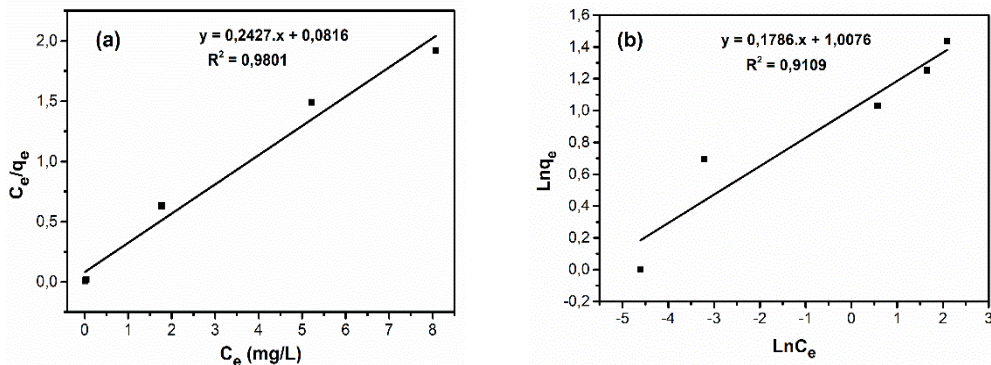 (a)
y = 0,2427.x + 0,0816
R² = 0,9801
2,0
1,5
1,0
0,5
0,0
Cₑ/qₑ
0 1 2 3 4 5 6 7 8
Cₑ (mg/L)
(b)
y = 0,1786.x + 1,0076
R² = 0,9109
1,6
1,4
1,2
1,0
0,8
0,6
0,4
0,2
0,0
-0,2
Lnqₑ
-5 -4 -3 -2 -1 0 1 2 3
LnCₑ